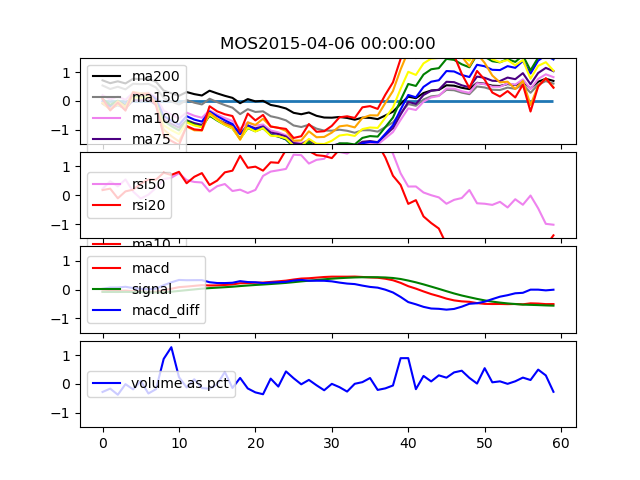 MOS2015-04-06 00:00:00
1
0
−1
ma200
ma150
ma100
ma75
1
0
−1
rsi50
rsi20
ma10
1
0
−1
macd
signal
macd_diff
1
0
−1
volume as pct
0 10 20 30 40 50 60